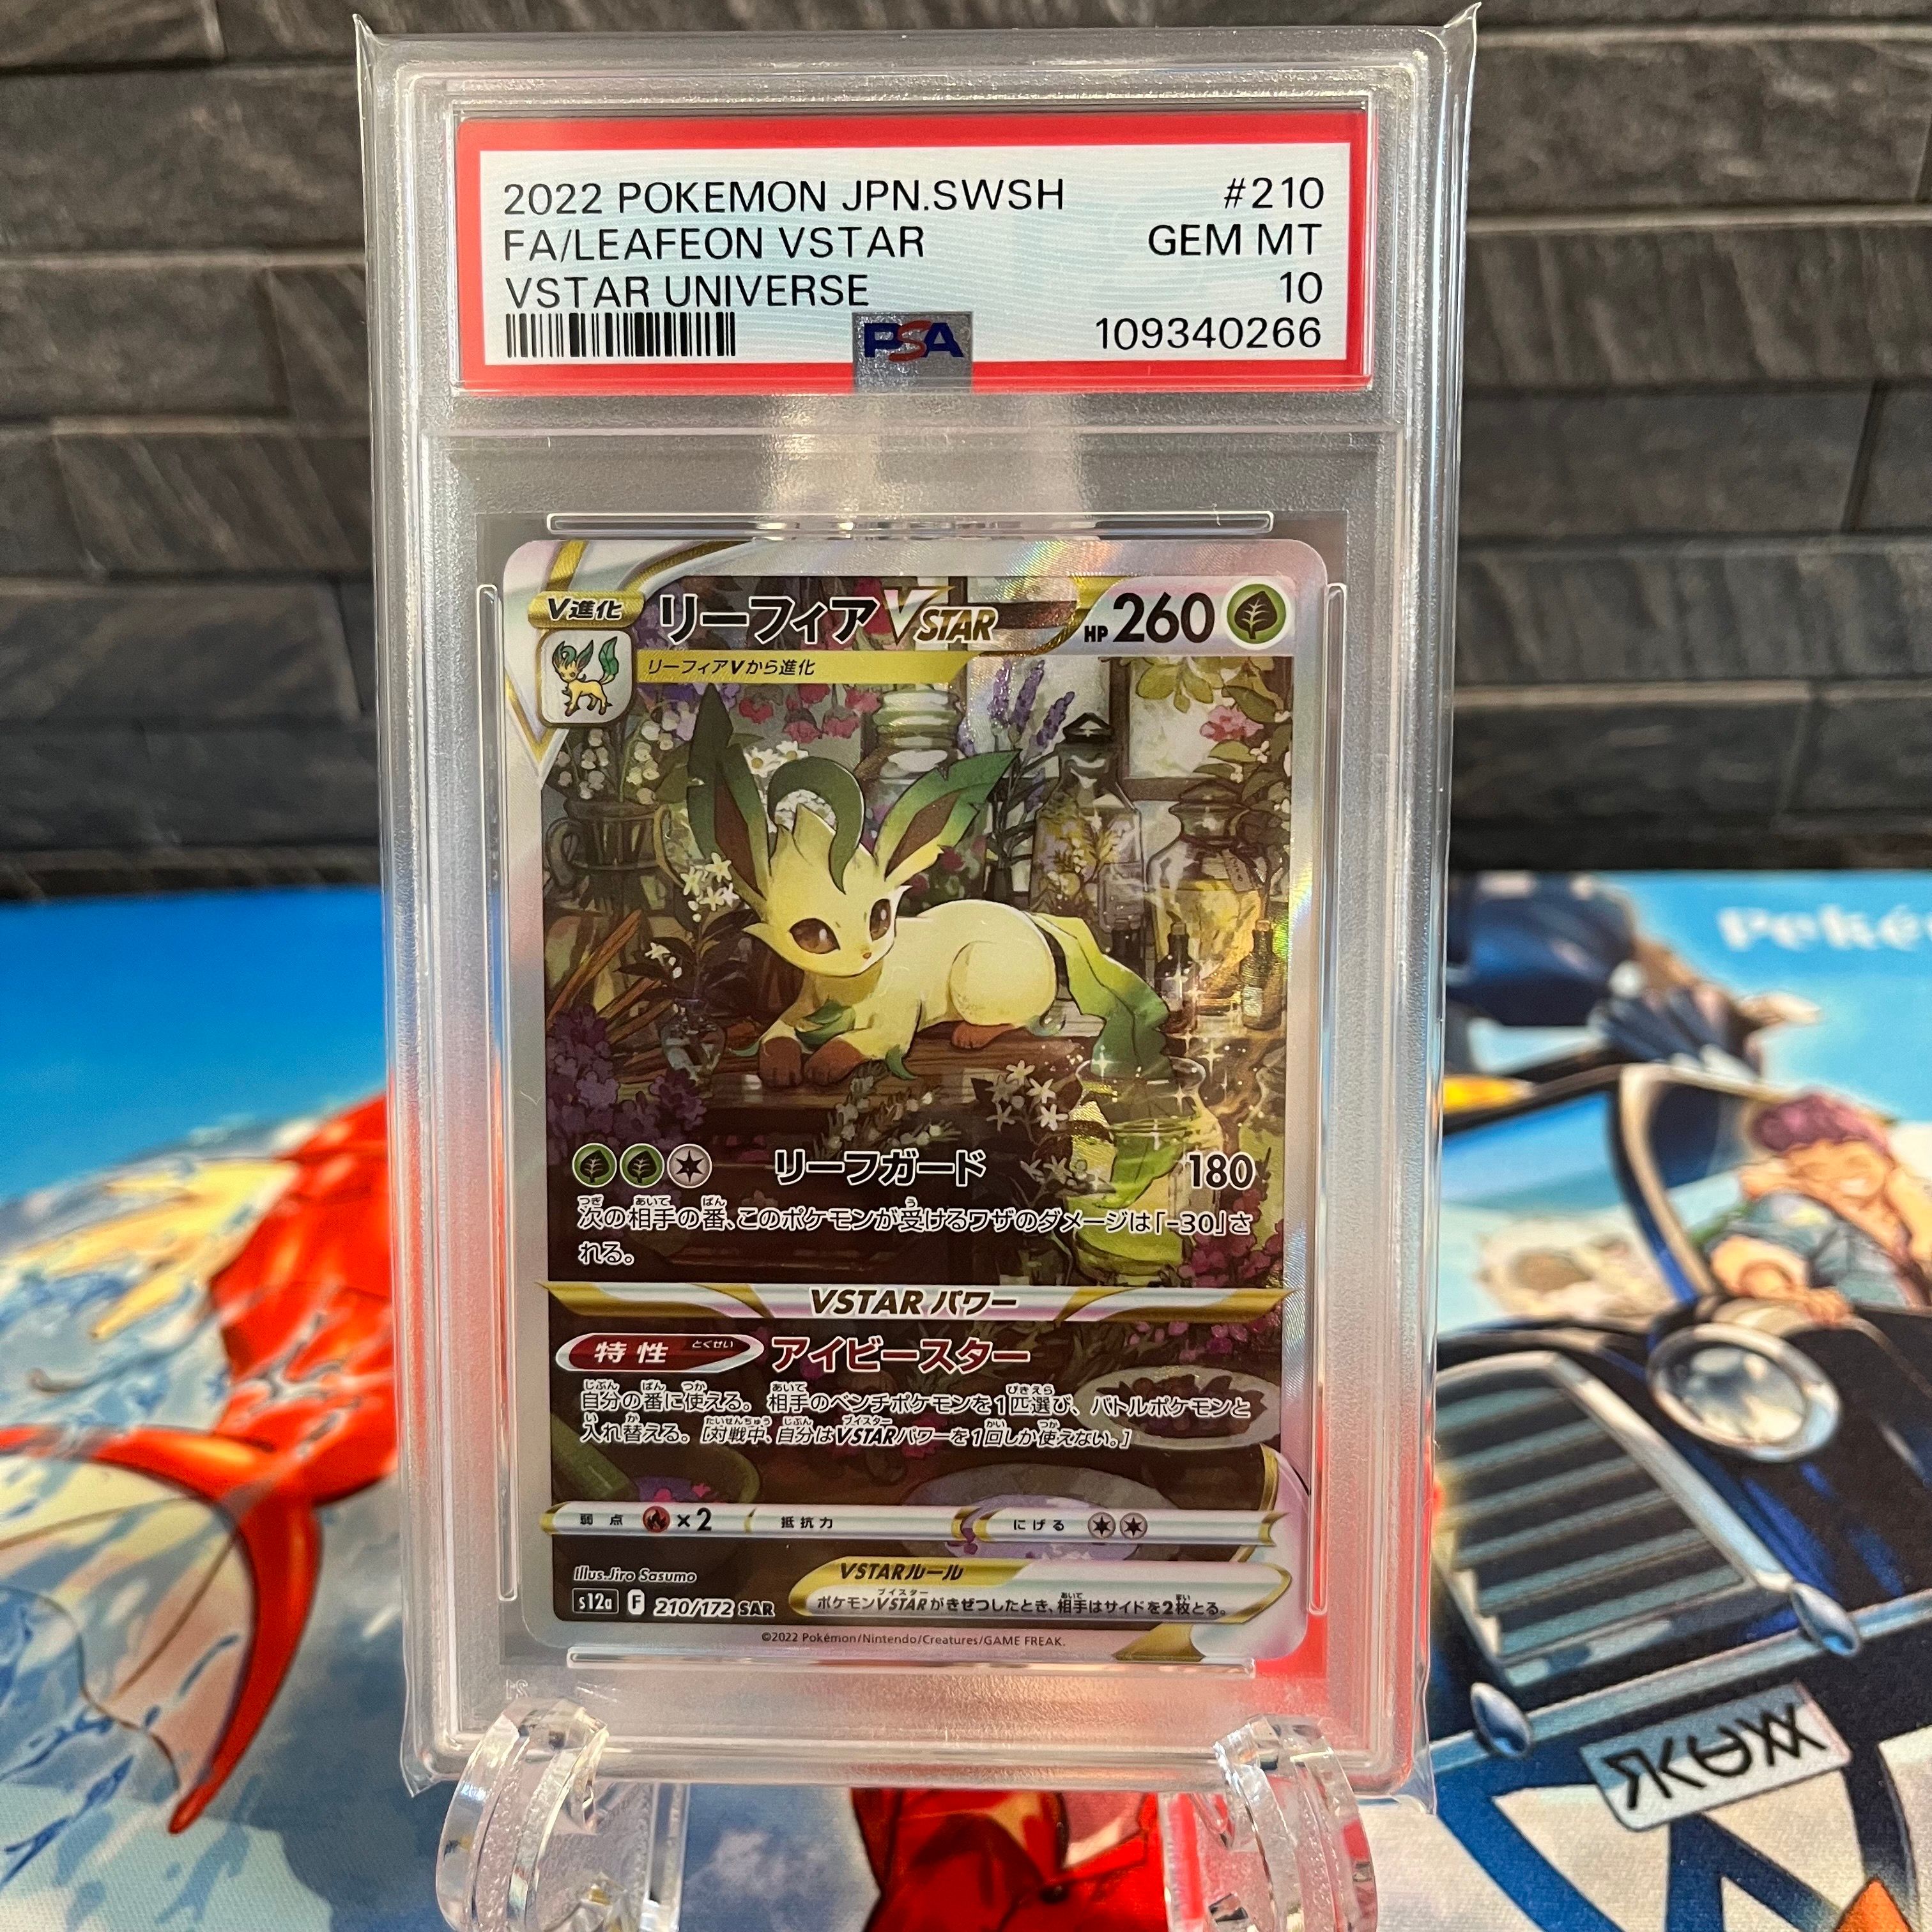 2022 POKEMON JPN.SWSH #210
FA/LEAFEON VSTAR GEM MT
VSTAR UNIVERSE 10
PSA 109340266
V進化 リーフィアVSTAR HP260
リーフィアVから進化
リーフガード 180
次の相手の番、このポケモンが受けるワザのダメージは「-30」さ
れる。
VSTARパワー
特性 とくせい アイビースター
自分の番に使える。相手のベンチポケモンを1匹選び、バトルポケモンと
入れ替える。[対戦中、自分はVSTARパワーを1回しか使えない。]
弱点 ×2 抵抗力 にげる
Illus.Jiro Sasumo
VSTARルール
s12a F 210/172 SAR ポケモンVSTARがきぜつしたとき、相手はサイドを2枚とる。
©2022 Pokémon/Nintendo/Creatures/GAME FREAK.